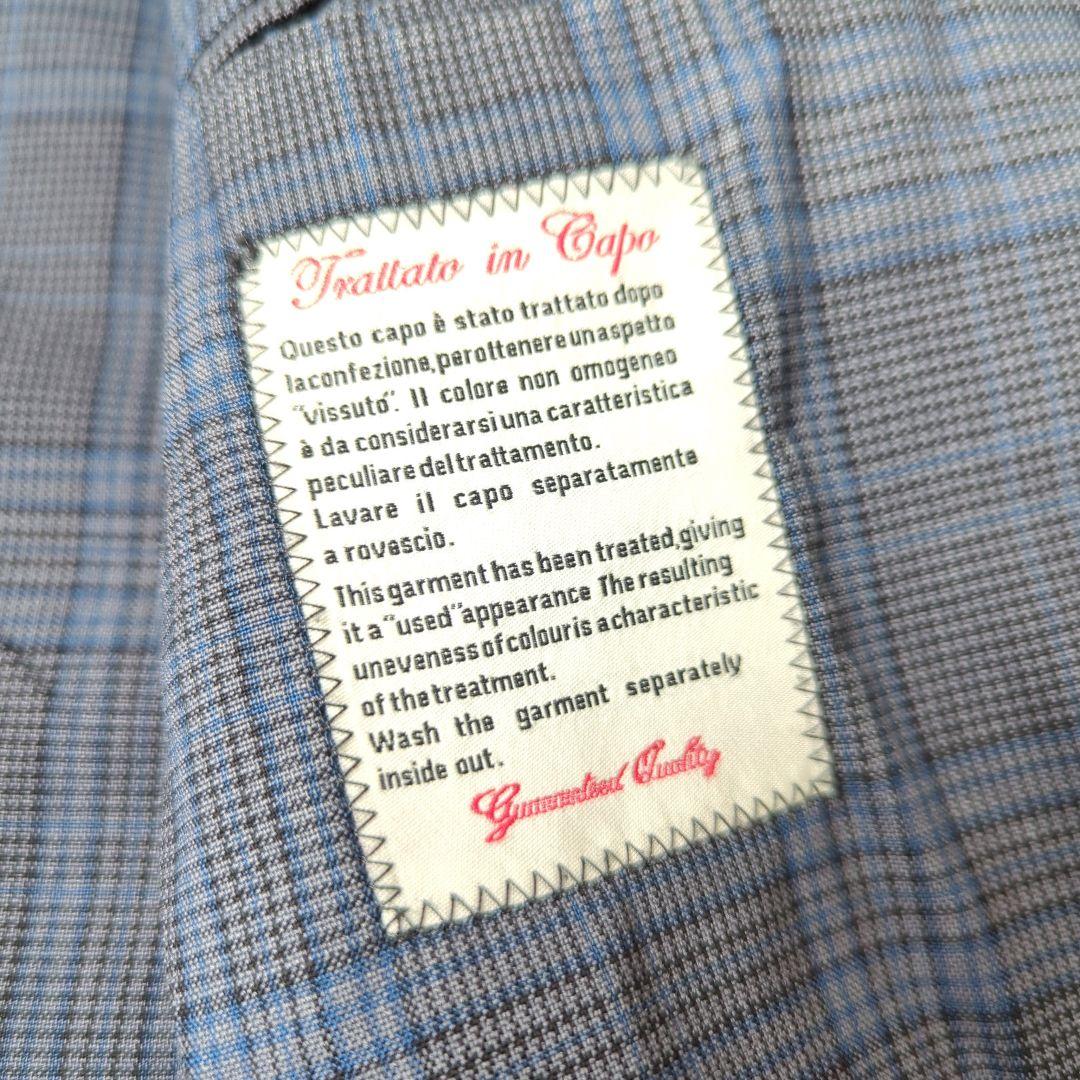 Trattato in Capo
Questo capo è stato trattato dopo
la confezione, per ottenere un aspetto
"vissuto". Il colore non omogeneo
è da considerarsi una caratteristica
peculiare del trattamento.
Lavare il capo separatamente
a rovescio.
This garment has been treated, giving
it a "used" appearance The resulting
uneveness of colour is a characteristic
of the treatment.
Wash the garment separately
inside out.
Guaranteed Quality